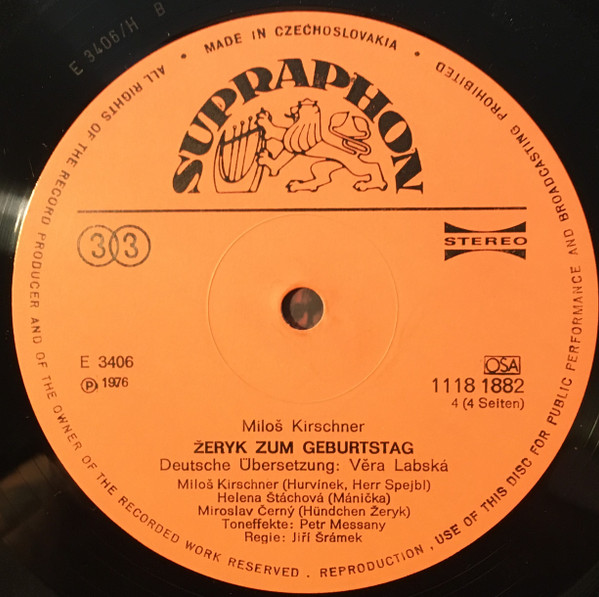 E 3406/H B
• MADE IN CZECHOSLOVAKIA •
ALL RIGHTS OF THE RECORD PRODUCER AND OF THE OWNER OF THE RECORDED WORK RESERVED . REPRODUCTION , USE OF THIS DISC FOR PUBLIC PERFORMANCE AND BROADCASTING PROHIBITED
SUPRAPHON
33
STEREO
E 3406
Ⓟ 1976
OSA
1118 1882
4 (4 Seiten)
Miloš Kirschner
ŽERYK ZUM GEBURTSTAG
Deutsche Übersetzung: Věra Labská
Miloš Kirschner (Hurvínek, Herr Spejbl)
Helena Štáchová (Mánička)
Miroslav Černý (Hündchen Žeryk)
Toneffekte: Petr Messany
Regie: Jiří Šrámek